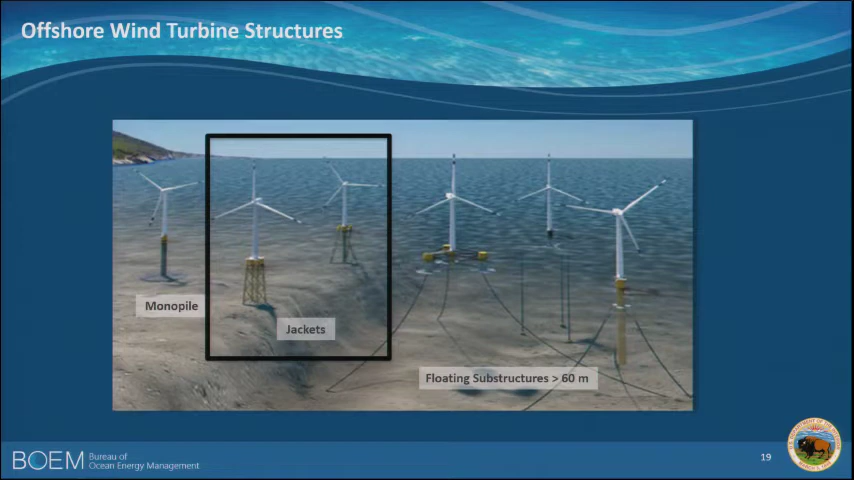 Offshore Wind Turbine Structures
Monopile
Jackets
Floating Substructures > 60 m
BOEM
Bureau of
Ocean Energy Management
19